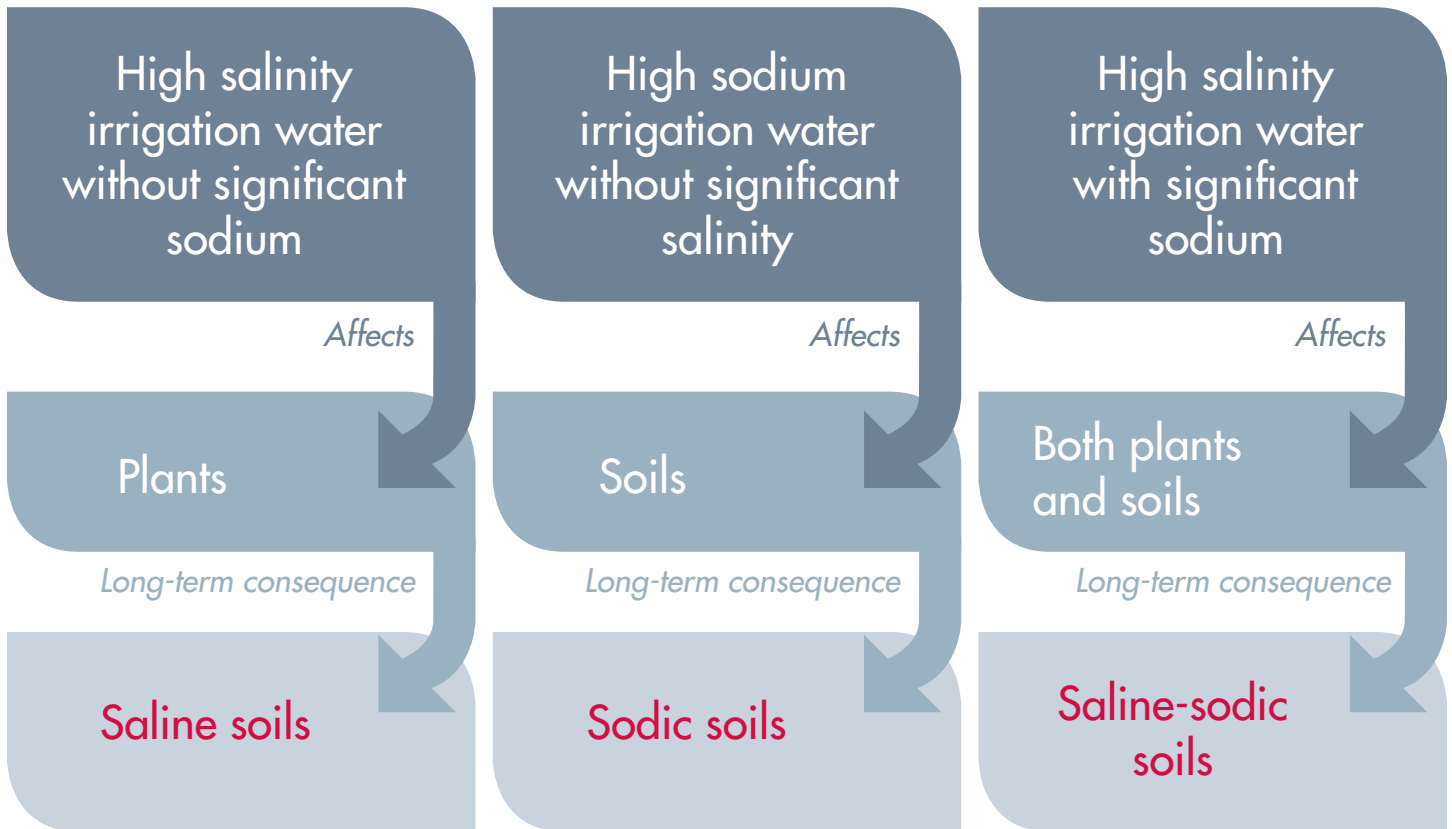 High salinity
irrigation water
without significant
sodium
Affects
Plants
Long-term consequence
Saline soils
High sodium
irrigation water
without significant
salinity
Affects
Soils
Long-term consequence
Sodic soils
High salinity
irrigation water
with significant
sodium
Affects
Both plants
and soils
Long-term consequence
Saline-sodic
soils